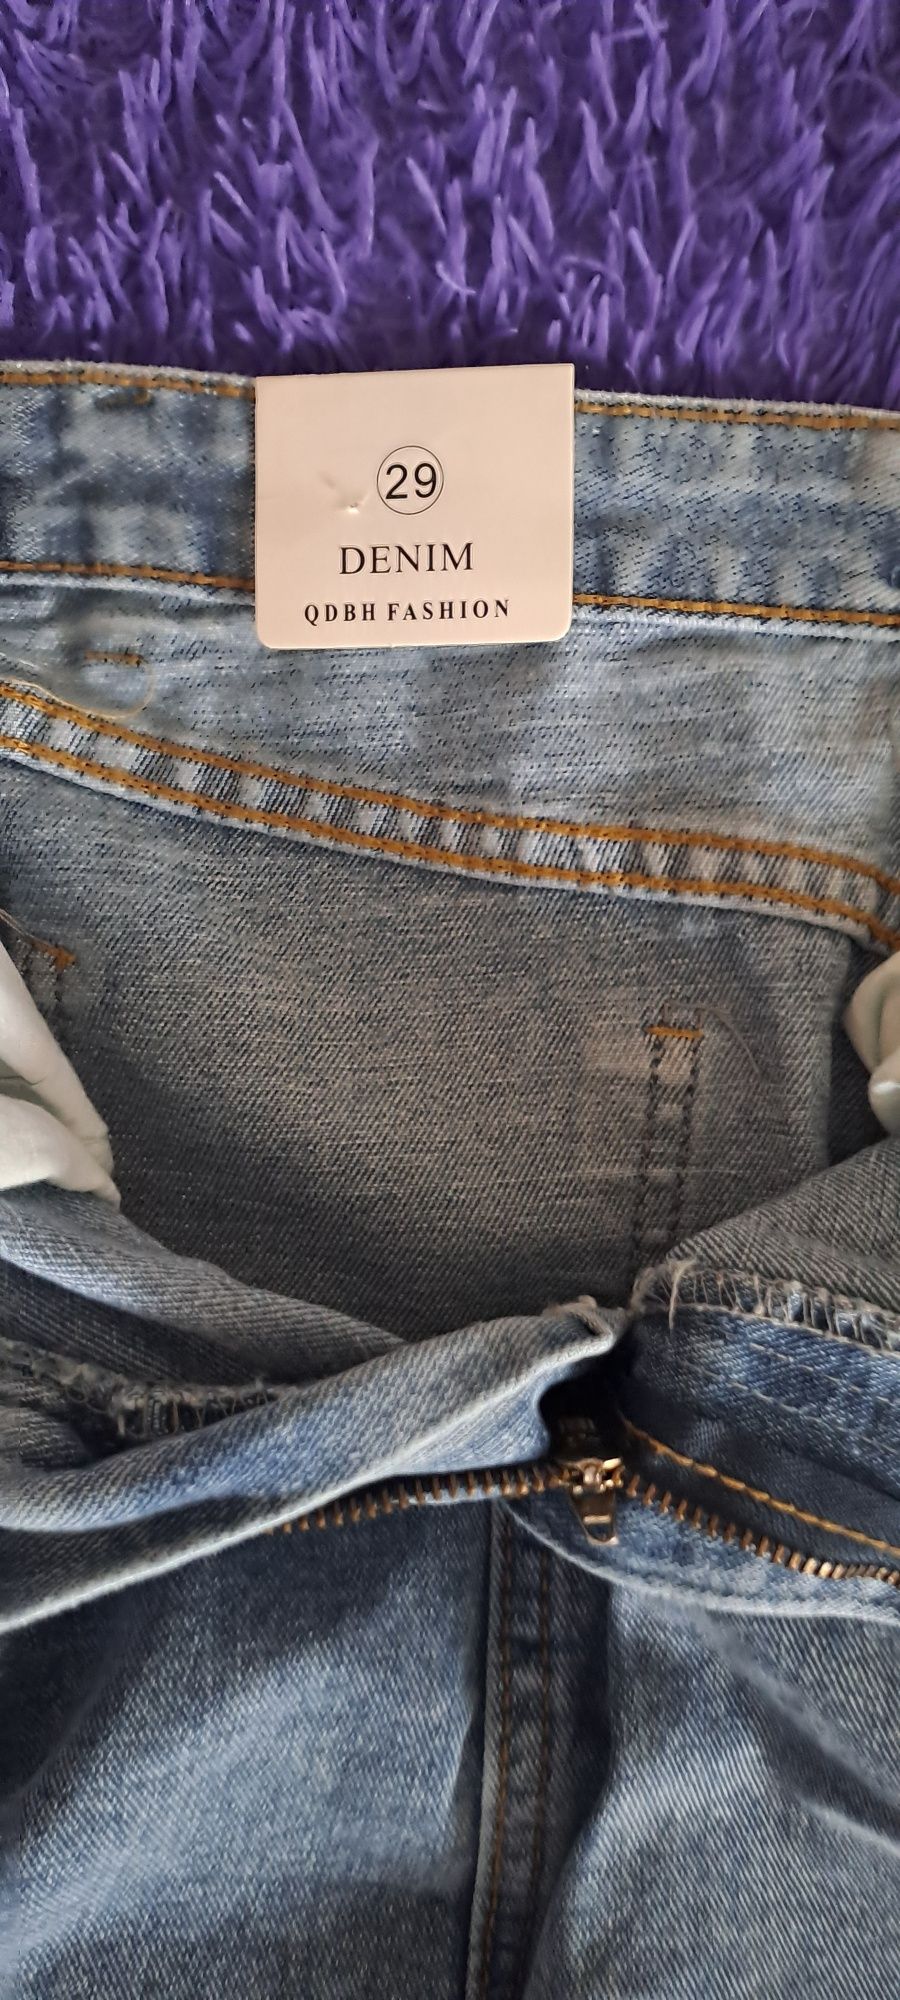 29
DENIM
QDBH FASHION